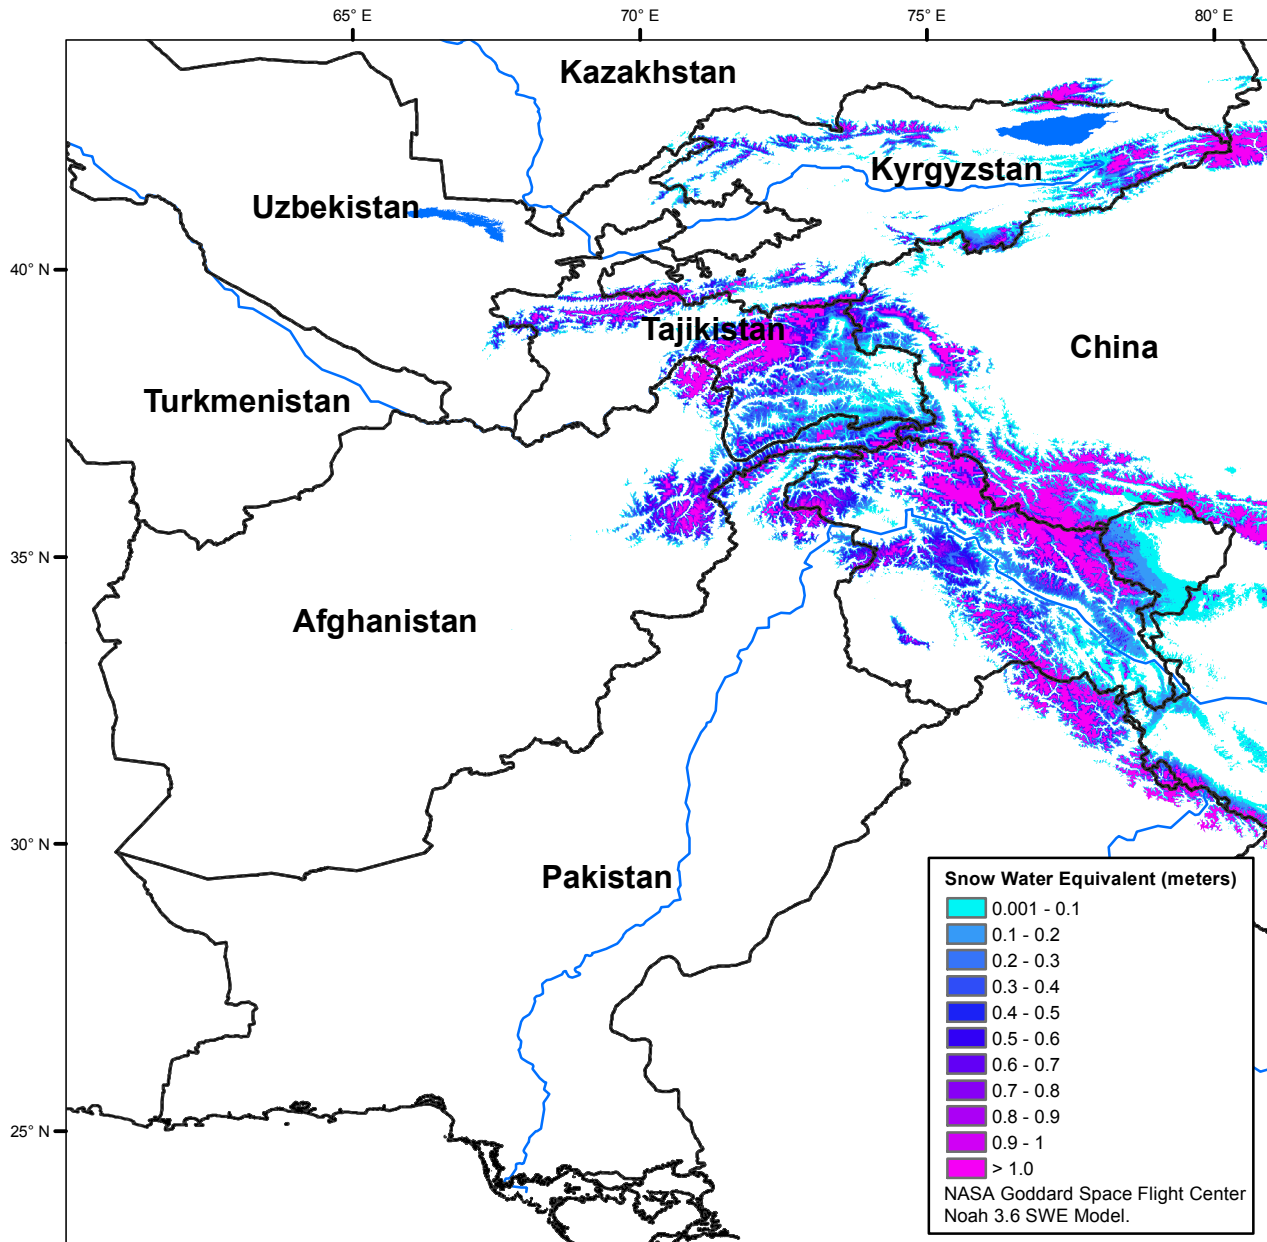 65° E
70° E
75° E
80° E
Kazakhstan
Kyrgyzstan
Uzbekistan
40° N
Tajikistan
China
Turkmenistan
35° N
Afghanistan
30° N
Pakistan
25° N
Snow Water Equivalent (meters)
0.001 - 0.1
0.1 - 0.2
0.2 - 0.3
0.3 - 0.4
0.4 - 0.5
0.5 - 0.6
0.6 - 0.7
0.7 - 0.8
0.8 - 0.9
0.9 - 1
> 1.0
NASA Goddard Space Flight Center
Noah 3.6 SWE Model.